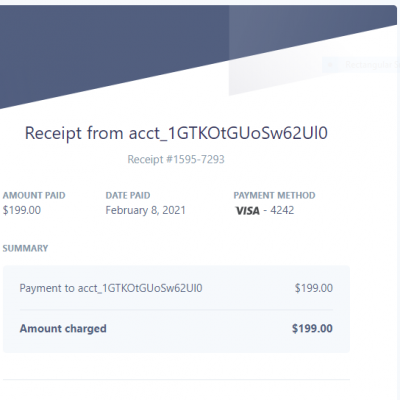 Receipt from acct_1GTKOtGUoSw62Ul0
Receipt #1595-7293
AMOUNT PAID DATE PAID PAYMENT METHOD
$199.00 February 8, 2021 VISA - 4242
SUMMARY
Payment to acct_1GTKOtGUoSw62Ul0 $199.00
Amount charged $199.00